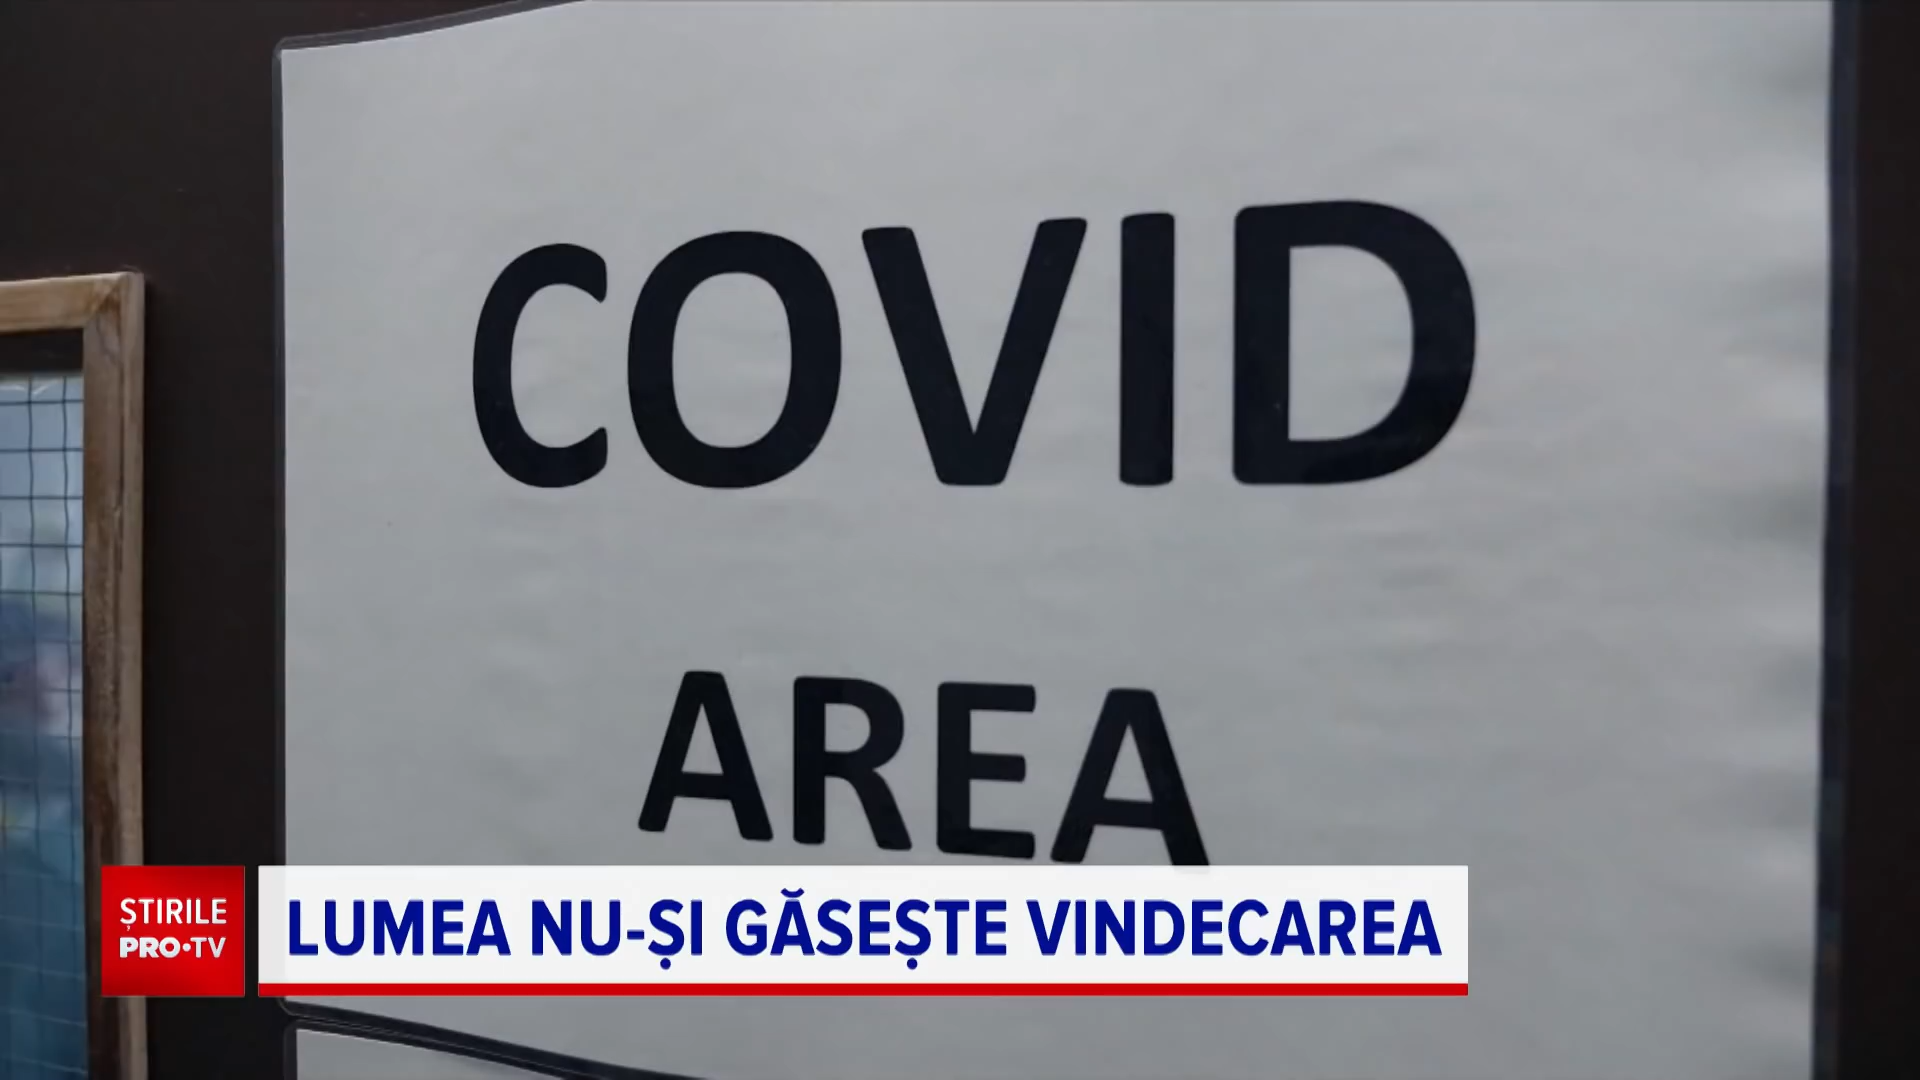 COVID
AREA
ȘTIRILE
PRO•TV
LUMEA NU-ȘI GĂSEȘTE VINDECAREA